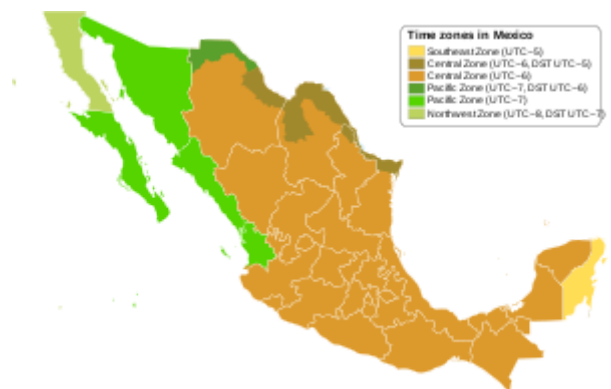 Time zones in Mexico
Southeast Zone (UTC−5)
Central Zone (UTC−6, DST UTC−5)
Central Zone (UTC−6)
Pacific Zone (UTC−7, DST UTC−6)
Pacific Zone (UTC−7)
Northwest Zone (UTC−8, DST UTC−7)